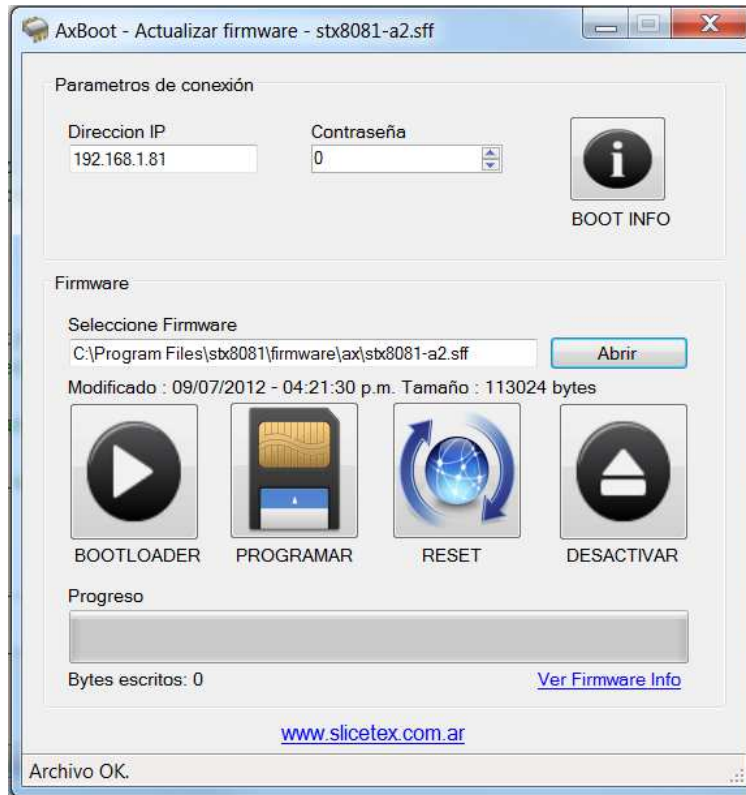 AxBoot - Actualizar firmware - stx8081-a2.sff
Parametros de conexión
Direccion IP
Contraseña
192.168.1.81
0
BOOT INFO
Firmware
Seleccione Firmware
C:\Program Files\stx8081\firmware\ax\stx8081-a2.sff
Abrir
Modificado : 09/07/2012 - 04:21:30 p.m. Tamaño : 113024 bytes
BOOTLOADER
PROGRAMAR
RESET
DESACTIVAR
Progreso
Bytes escritos: 0
Ver Firmware Info
www.slicetex.com.ar
Archivo OK.